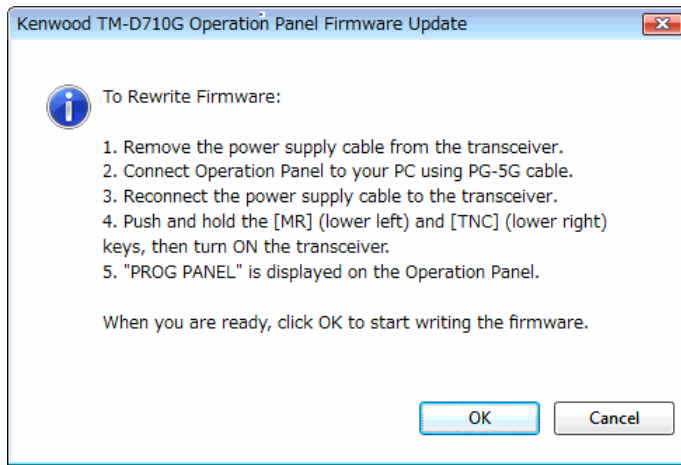 Kenwood TM-D710G Operation Panel Firmware Update
To Rewrite Firmware:
1. Remove the power supply cable from the transceiver.
2. Connect Operation Panel to your PC using PG-5G cable.
3. Reconnect the power supply cable to the transceiver.
4. Push and hold the [MR] (lower left) and [TNC] (lower right)
keys, then turn ON the transceiver.
5. "PROG PANEL" is displayed on the Operation Panel.
When you are ready, click OK to start writing the firmware.
OK
Cancel